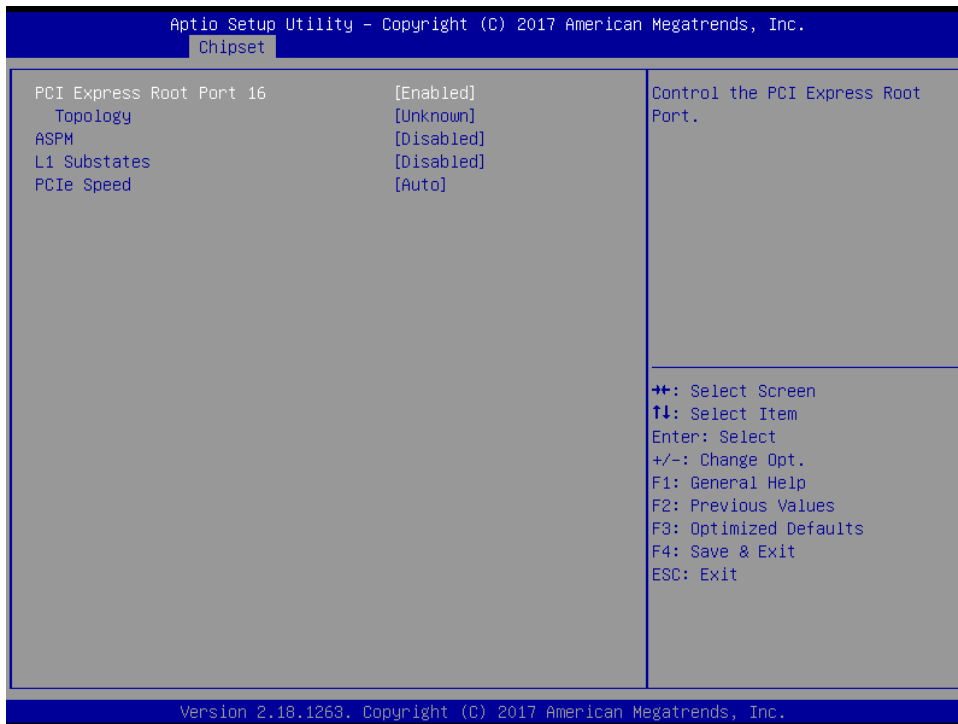 Aptio Setup Utility – Copyright (C) 2017 American Megatrends, Inc.
Chipset
PCI Express Root Port 16 [Enabled]
Topology [Unknown]
ASPM [Disabled]
L1 Substates [Disabled]
PCIe Speed [Auto]
Control the PCI Express Root
Port.
→←: Select Screen
↑↓: Select Item
Enter: Select
+/-: Change Opt.
F1: General Help
F2: Previous Values
F3: Optimized Defaults
F4: Save & Exit
ESC: Exit
Version 2.18.1263. Copyright (C) 2017 American Megatrends, Inc.